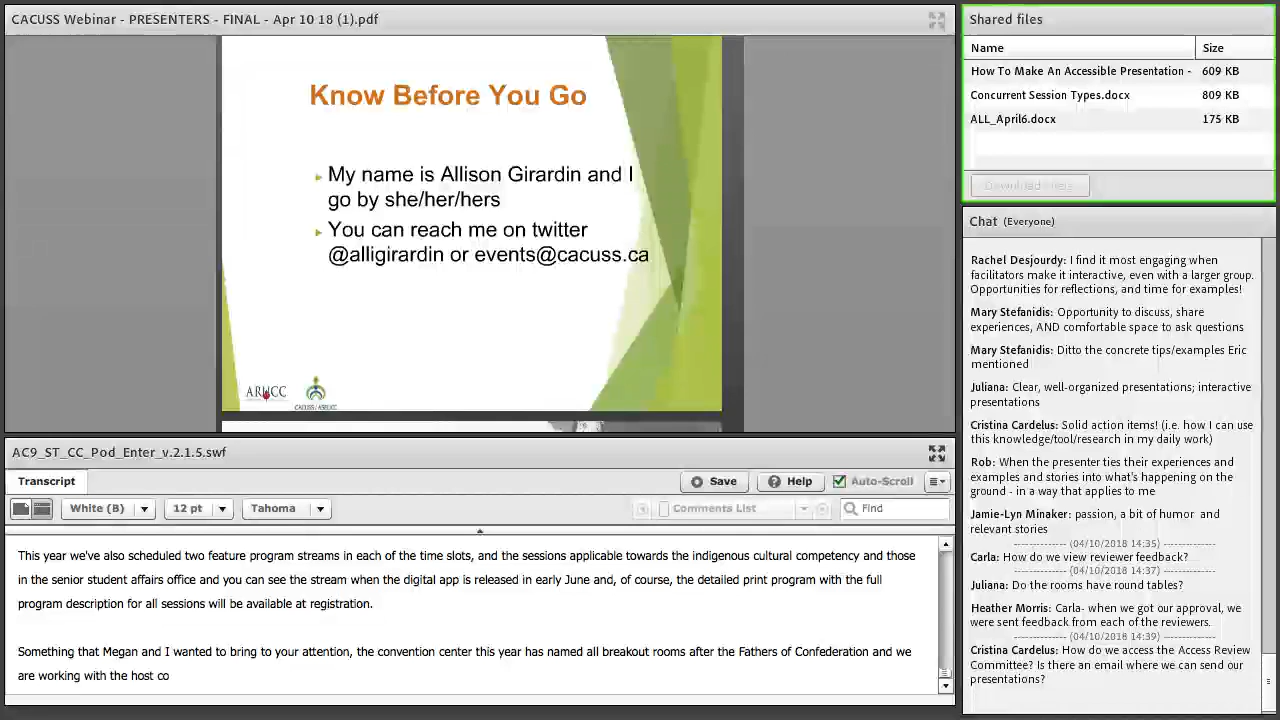 CACUSS Webinar - PRESENTERS - FINAL - Apr 10 18 (1).pdf
Know Before You Go
My name is Allison Girardin and I
go by she/her/hers
You can reach me on twitter
@alligirardin or events@cacuss.ca
ARUCC
CACUSS / ASEUCC
AC9_ST_CC_Pod_Enter_v.2.1.5.swf
Transcript
Save
Help
Auto-Scroll
White (B)
12 pt
Tahoma
Comments List
Find
This year we've also scheduled two feature program streams in each of the time slots, and the sessions applicable towards the indigenous cultural competency and those
in the senior student affairs office and you can see the stream when the digital app is released in early June and, of course, the detailed print program with the full
program description for all sessions will be available at registration.
Something that Megan and I wanted to bring to your attention, the convention center this year has named all breakout rooms after the Fathers of Confederation and we
are working with the host co
Shared files
Name Size
How To Make An Accessible Presentation - 609 KB
Concurrent Session Types.docx 809 KB
ALL_April6.docx 175 KB
Chat (Everyone)
Rachel Desjourdy: I find it most engaging when
facilitators make it interactive, even with a larger group.
Opportunities for reflections, and time for examples!
Mary Stefanidis: Opportunity to discuss, share
experiences, AND comfortable space to ask questions
Mary Stefanidis: Ditto the concrete tips/examples Eric
mentioned
Juliana: Clear, well-organized presentations; interactive
presentations
Cristina Cardelus: Solid action items! (i.e. how I can use
this knowledge/tool/research in my daily work)
Rob: When the presenter ties their experiences and
examples and stories into what's happening on the
ground - in a way that applies to me
Jamie-Lyn Minaker: passion, a bit of humor and
relevant stories
------------- (04/10/2018 14:35) -------------
Carla: How do we view reviewer feedback?
------------- (04/10/2018 14:37) -------------
Juliana: Do the rooms have round tables?
Heather Morris: Carla- when we got our approval, we
were sent feedback from each of the reviewers.
------------- (04/10/2018 14:39) -------------
Cristina Cardelus: How do we access the Access Review
Committee? Is there an email where we can send our
presentations?